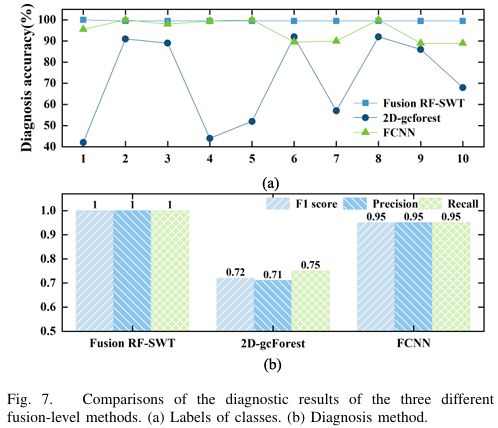 Diagnosis accuracy(%)
100
90
80
70
60
50
40
Fusion RF-SWT
2D-gcforest
FCNN
1 2 3 4 5 6 7 8 9 10
(a)
F1 score Precision Recall
1.0
0.9
0.8
0.7
0.6
0.5
1 1 1
0.72 0.71 0.75
0.95 0.95 0.95
Fusion RF-SWT 2D-gcForest FCNN
(b)
Fig. 7. Comparisons of the diagnostic results of the three different
fusion-level methods. (a) Labels of classes. (b) Diagnosis method.